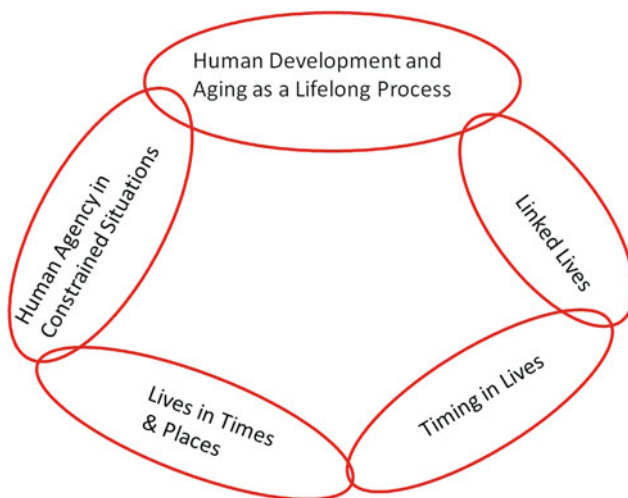 Human Development and
Aging as a Lifelong Process
Linked Lives
Timing in Lives
Lives in Times
& Places
Human Agency in
Constrained Situations